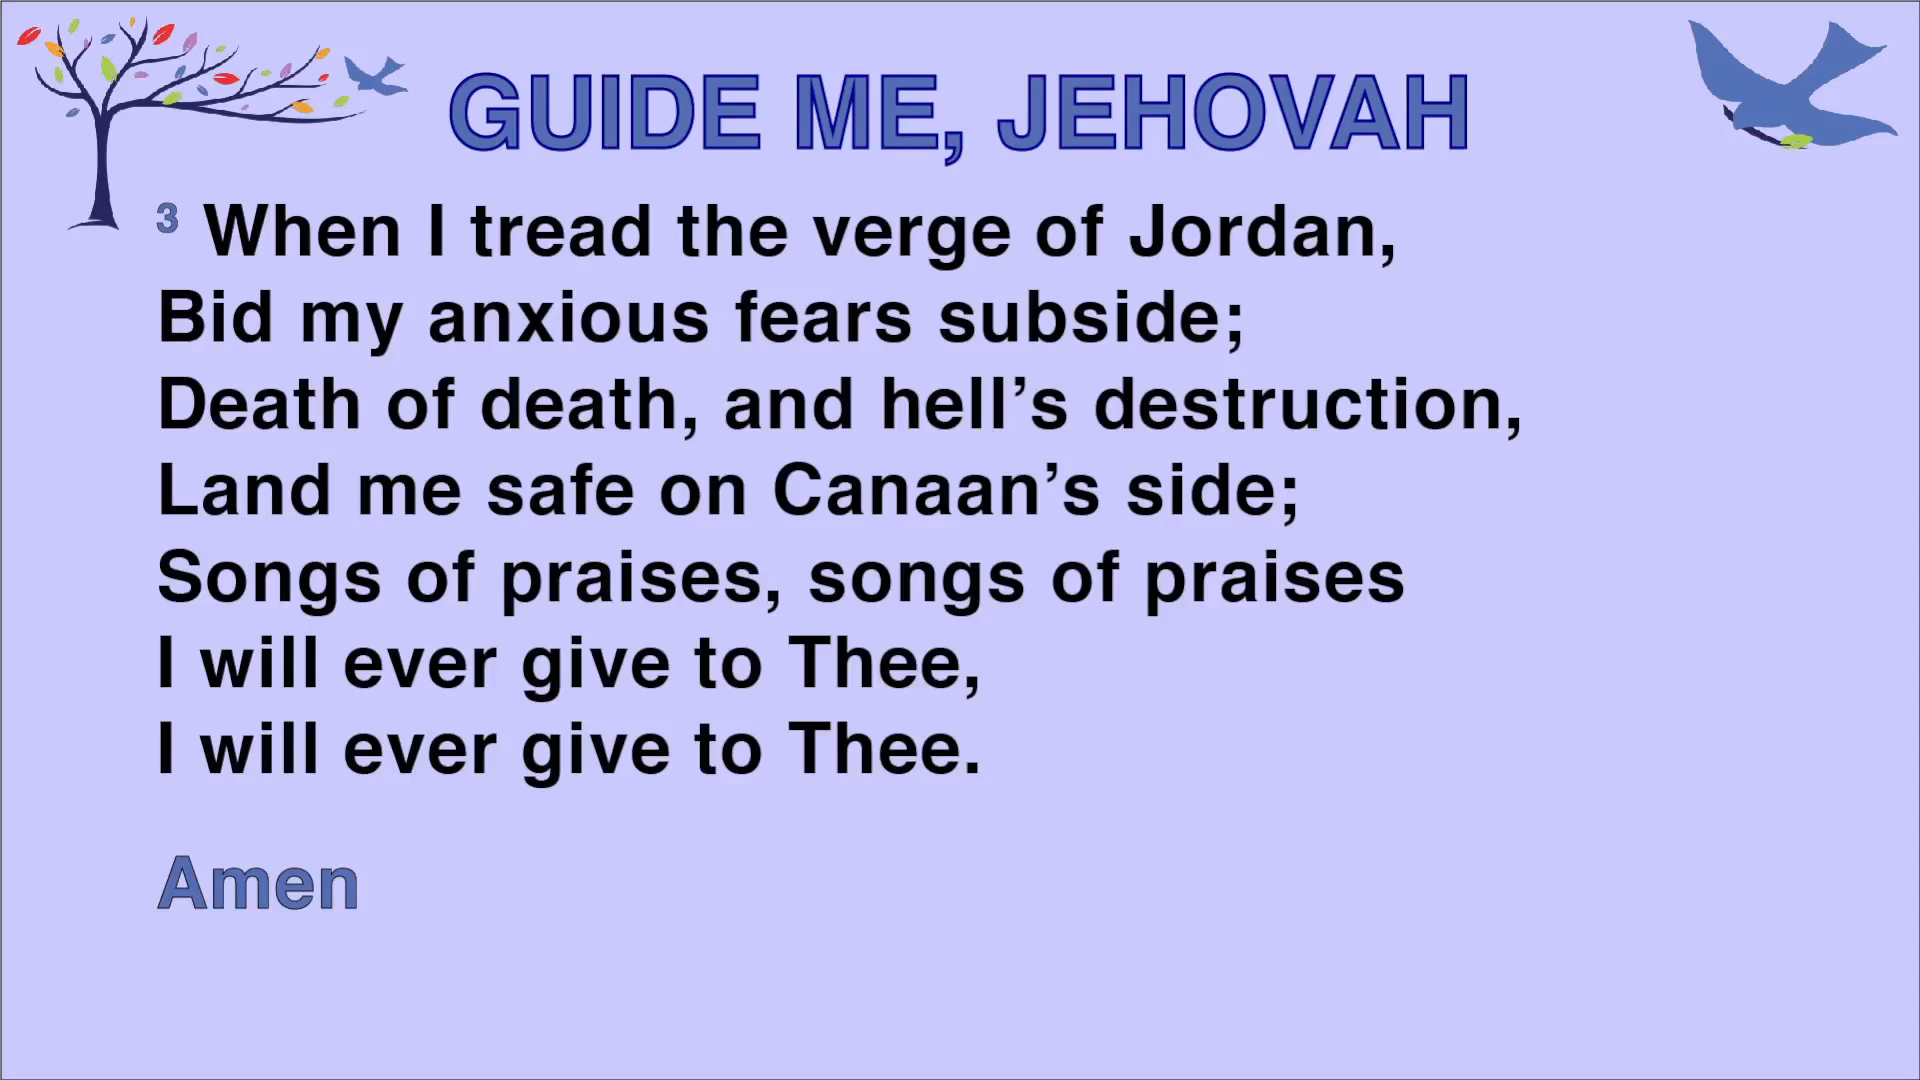 GUIDE ME, JEHOVAH
3 When I tread the verge of Jordan,
Bid my anxious fears subside;
Death of death, and hell’s destruction,
Land me safe on Canaan’s side;
Songs of praises, songs of praises
I will ever give to Thee,
I will ever give to Thee.
Amen